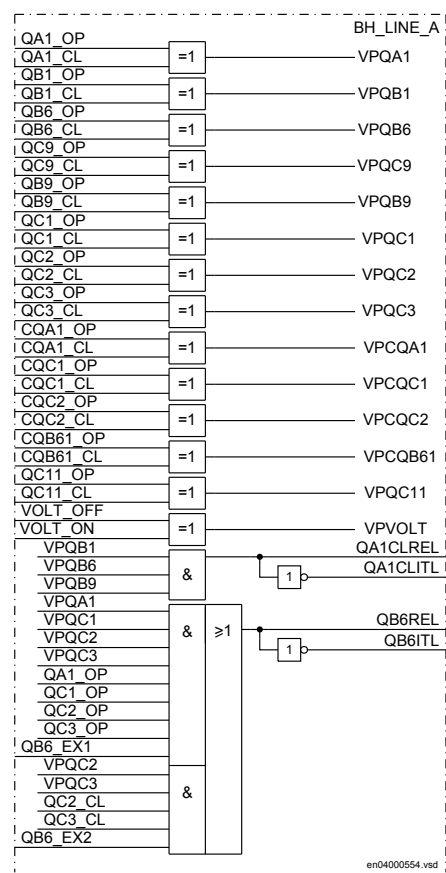 BH_LINE_A
QA1_OP
QA1_CL
=1
VPQA1
QB1_OP
QB1_CL
=1
VPQB1
QB6_OP
QB6_CL
=1
VPQB6
QC9_OP
QC9_CL
=1
VPQC9
QB9_OP
QB9_CL
=1
VPQB9
QC1_OP
QC1_CL
=1
VPQC1
QC2_OP
QC2_CL
=1
VPQC2
QC3_OP
QC3_CL
=1
VPQC3
CQA1_OP
CQA1_CL
=1
VPCQA1
CQC1_OP
CQC1_CL
=1
VPCQC1
CQC2_OP
CQC2_CL
=1
VPCQC2
CQB61_OP
CQB61_CL
=1
VPCQB61
QC11_OP
QC11_CL
=1
VPQC11
VOLT_OFF
VOLT_ON
=1
VPVOLT
VPQB1
VPQB6
VPQB9
&
1
QA1CLREL
QA1CLITL
VPQA1
VPQC1
VPQC2
VPQC3
QA1_OP
QC1_OP
QC2_OP
QC3_OP
QB6_EX1
&
≥1
1
QB6REL
QB6ITL
VPQC2
VPQC3
QC2_CL
QC3_CL
QB6_EX2
&
en04000554.vsd